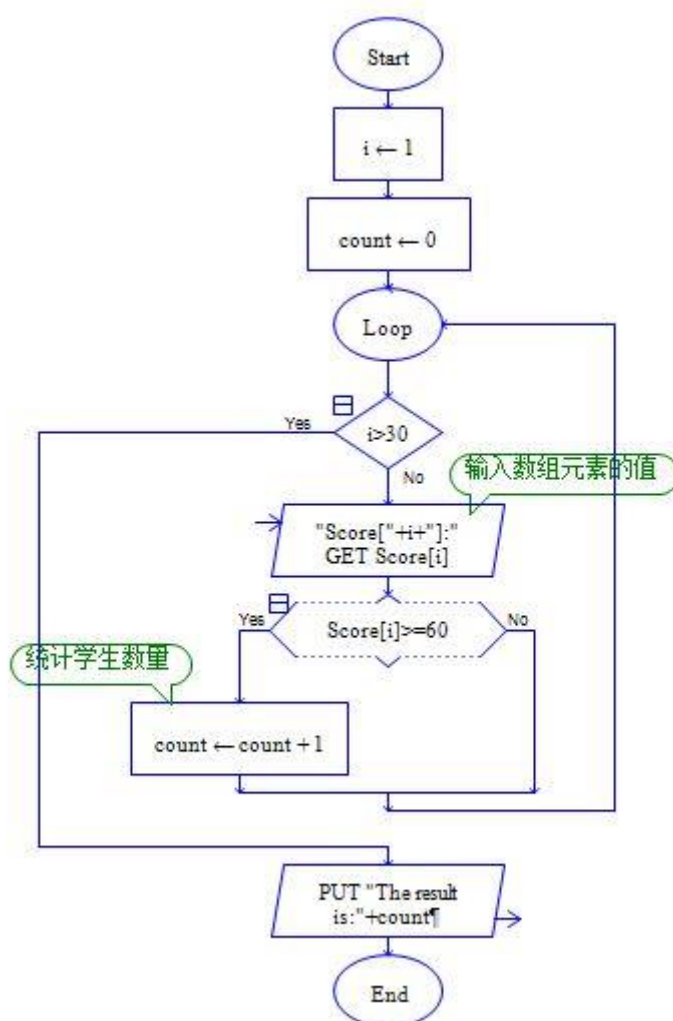 Start
i ← 1
count ← 0
Loop
Yes
i>30
No
输入数组元素的值
"Score["+i+"]:"
GET Score[i]
Yes
Score[i]>=60
No
统计学生数量
count ← count + 1
PUT "The result
is:"+count¶
End